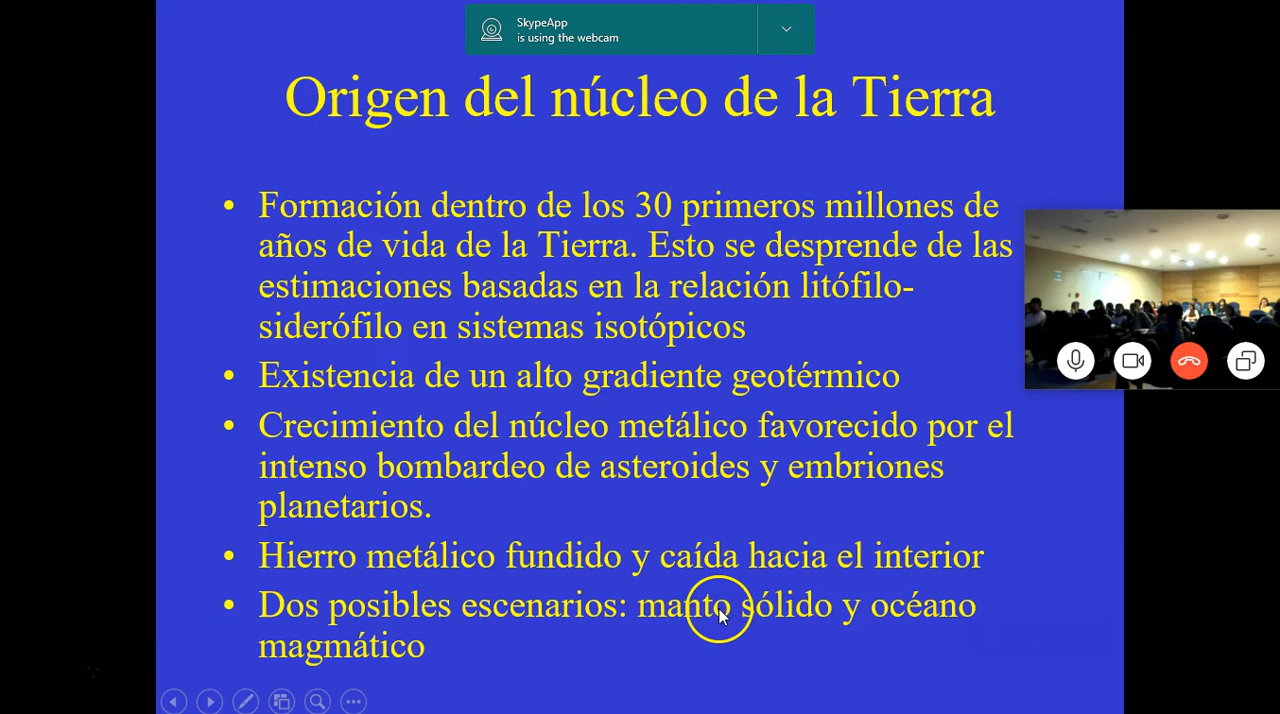 SkypeApp
is using the webcam
Origen del núcleo de la Tierra
• Formación dentro de los 30 primeros millones de
años de vida de la Tierra. Esto se desprende de las
estimaciones basadas en la relación litófilo-
siderófilo en sistemas isotópicos
• Existencia de un alto gradiente geotérmico
• Crecimiento del núcleo metálico favorecido por el
intenso bombardeo de asteroides y embriones
planetarios.
• Hierro metálico fundido y caída hacia el interior
• Dos posibles escenarios: manto sólido y océano
magmático